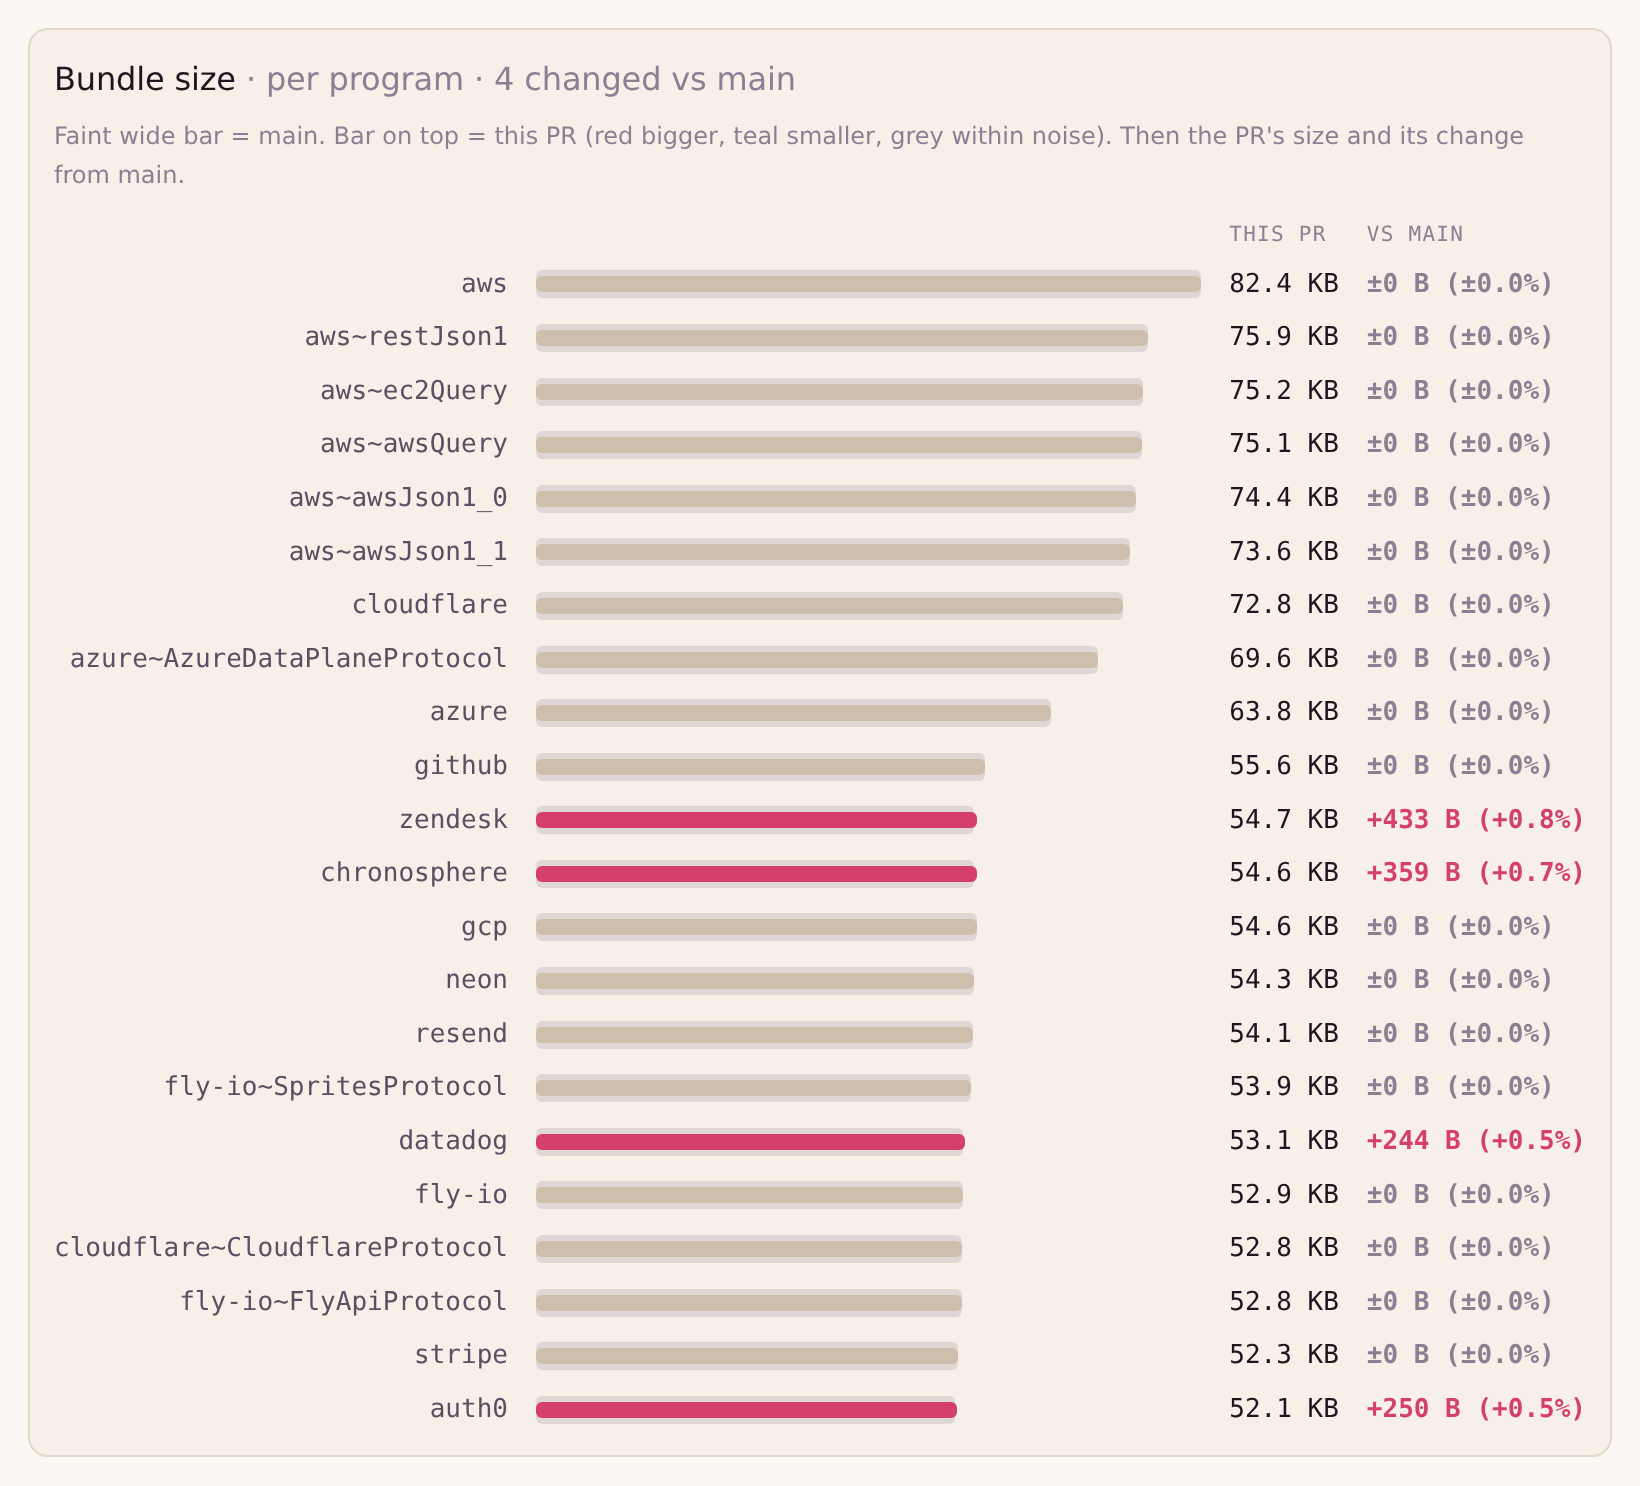 Bundle size · per program · 4 changed vs main
Faint wide bar = main. Bar on top = this PR (red bigger, teal smaller, grey within noise). Then the PR's size and its change
from main.
THIS PR VS MAIN
aws 82.4 KB ±0 B (±0.0%)
aws~restJson1 75.9 KB ±0 B (±0.0%)
aws~ec2Query 75.2 KB ±0 B (±0.0%)
aws~awsQuery 75.1 KB ±0 B (±0.0%)
aws~awsJson1_0 74.4 KB ±0 B (±0.0%)
aws~awsJson1_1 73.6 KB ±0 B (±0.0%)
cloudflare 72.8 KB ±0 B (±0.0%)
azure~AzureDataPlaneProtocol 69.6 KB ±0 B (±0.0%)
azure 63.8 KB ±0 B (±0.0%)
github 55.6 KB ±0 B (±0.0%)
zendesk 54.7 KB +433 B (+0.8%)
chronosphere 54.6 KB +359 B (+0.7%)
gcp 54.6 KB ±0 B (±0.0%)
neon 54.3 KB ±0 B (±0.0%)
resend 54.1 KB ±0 B (±0.0%)
fly-io~SpritesProtocol 53.9 KB ±0 B (±0.0%)
datadog 53.1 KB +244 B (+0.5%)
fly-io 52.9 KB ±0 B (±0.0%)
cloudflare~CloudflareProtocol 52.8 KB ±0 B (±0.0%)
fly-io~FlyApiProtocol 52.8 KB ±0 B (±0.0%)
stripe 52.3 KB ±0 B (±0.0%)
auth0 52.1 KB +250 B (+0.5%)